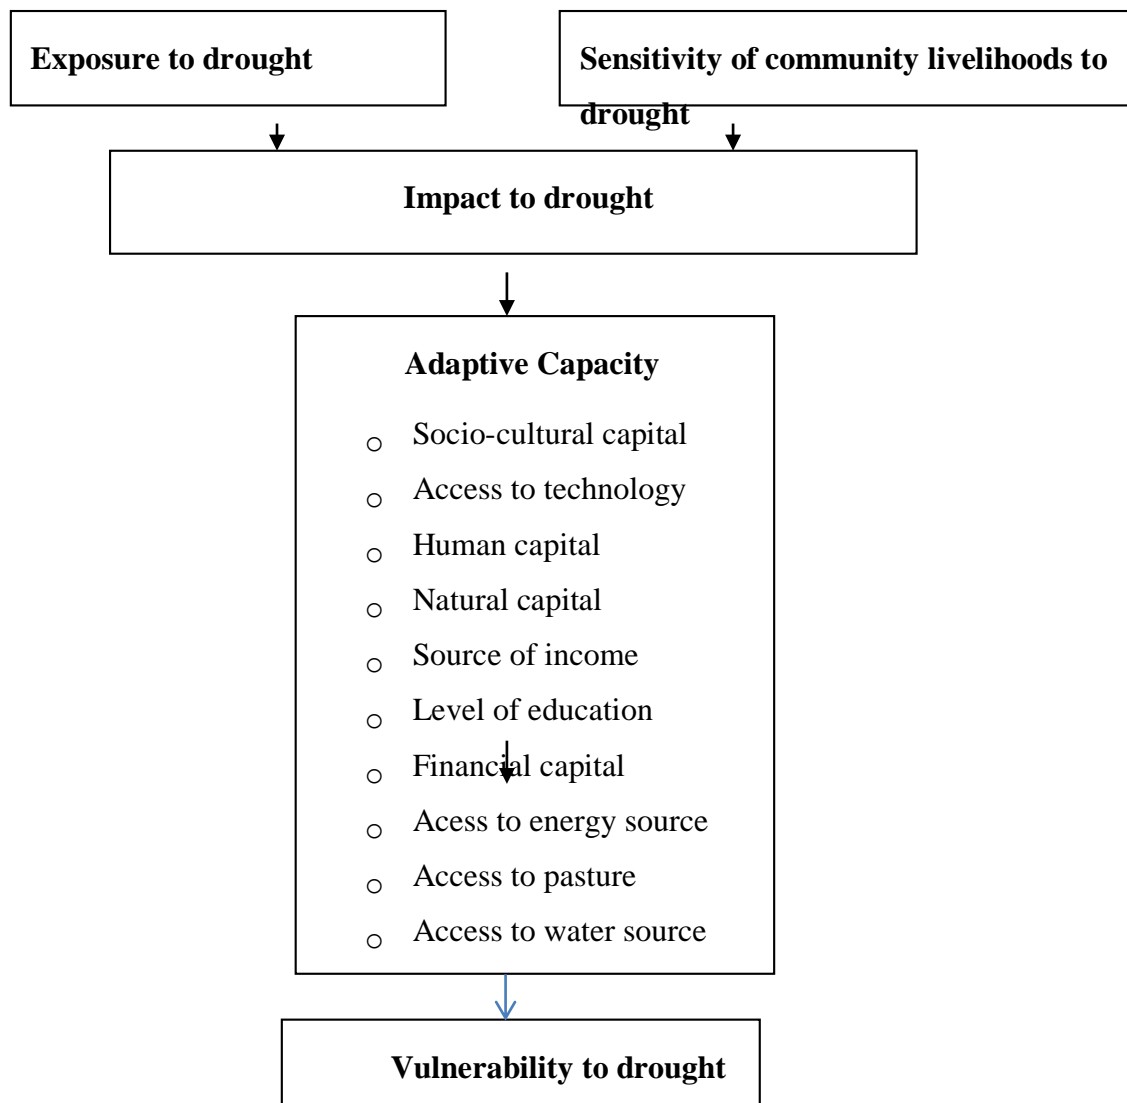 Exposure to drought
Sensitivity of community livelihoods to
drought
Impact to drought
Adaptive Capacity
Socio-cultural capital
Access to technology
Human capital
Natural capital
Source of income
Level of education
Financial capital
Acess to energy source
Access to pasture
Access to water source
Vulnerability to drought